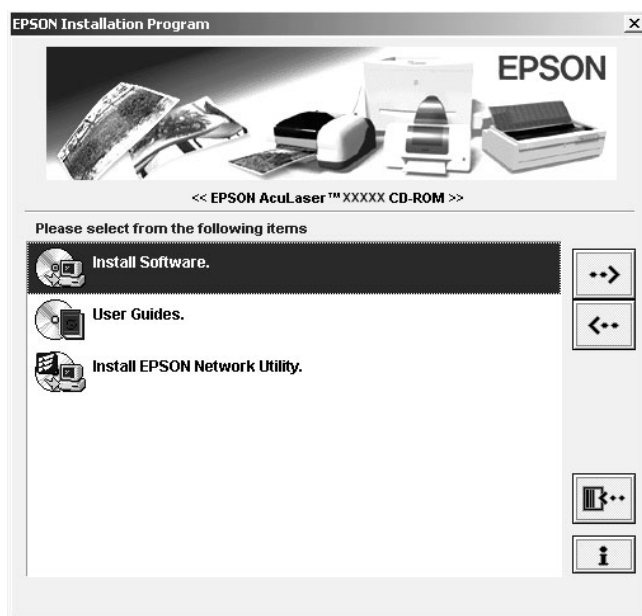 EPSON Installation Program
EPSON
<< EPSON AcuLaser™ XXXXX CD-ROM >>
Please select from the following items
Install Software.
User Guides.
Install EPSON Network Utility.